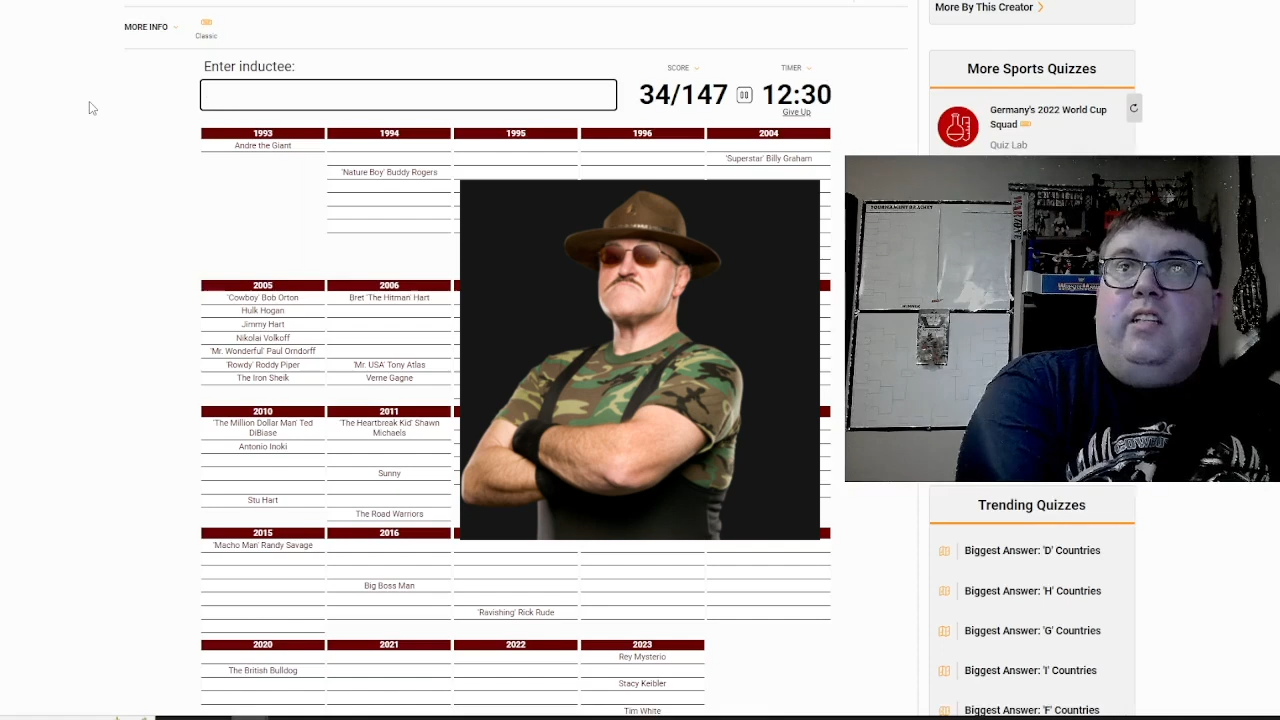 More By This Creator
MORE INFO
Classic
Enter inductee:
SCORE
TIMER
34/147
12:30
Give Up
More Sports Quizzes
Germany's 2022 World Cup
Squad
Quiz Lab
1993
1994
1995
1996
2004
Andre the Giant
'Superstar' Billy Graham
'Nature Boy' Buddy Rogers
TOURNAMENT BRACKET
2005
2006
'Cowboy' Bob Orton
Bret 'The Hitman' Hart
Hulk Hogan
Jimmy Hart
Nikolai Volkoff
'Mr. Wonderful' Paul Orndorff
'Rowdy' Roddy Piper
'Mr. USA' Tony Atlas
The Iron Sheik
Verne Gagne
2010
2011
'The Million Dollar Man' Ted
DiBiase
'The Heartbreak Kid' Shawn
Michaels
Antonio Inoki
Sunny
Stu Hart
The Road Warriors
2015
2016
'Macho Man' Randy Savage
Big Boss Man
'Ravishing' Rick Rude
2020
2021
2022
2023
Rey Mysterio
The British Bulldog
Stacy Keibler
Tim White
Trending Quizzes
Biggest Answer: 'D' Countries
Biggest Answer: 'H' Countries
Biggest Answer: 'G' Countries
Biggest Answer: 'I' Countries
Biggest Answer: 'F' Countries